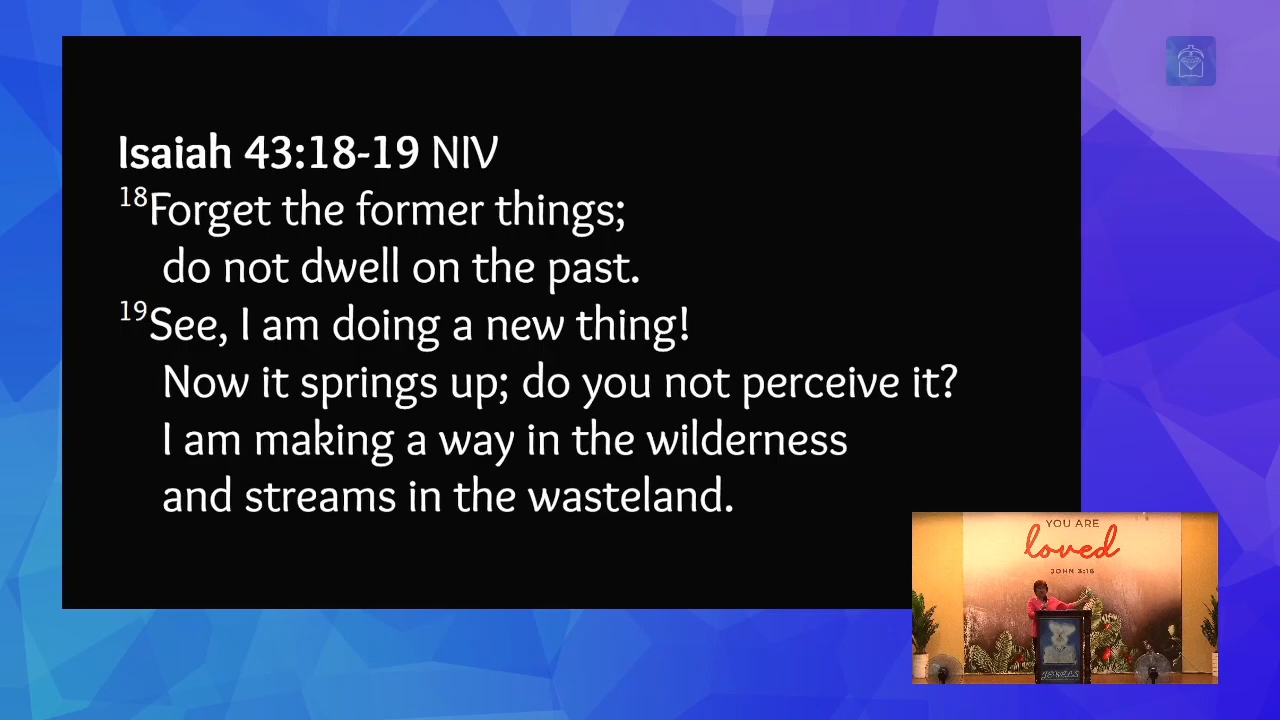 Isaiah 43:18-19 NIV
18Forget the former things;
do not dwell on the past.
19See, I am doing a new thing!
Now it springs up; do you not perceive it?
I am making a way in the wilderness
and streams in the wasteland.
YOU ARE
loved
JOHN 3:16
JEWELS